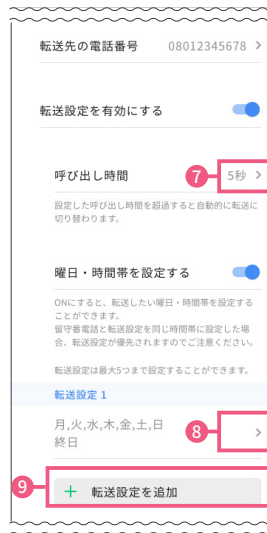 転送先の電話番号 08012345678 >
転送設定を有効にする
呼び出し時間 7 5秒 >
設定した呼び出し時間を超過すると自動的に転送に
切り替わります。
曜日・時間帯を設定する
ONにすると、転送したい曜日・時間帯を設定する
ことができます。
留守番電話と転送設定を同じ時間帯に設定した場
合、転送設定が優先されますのでご注意ください。
転送設定は最大5つまで設定することができます。
転送設定 1
月,火,水,木,金,土,日
終日 8 >
9 + 転送設定を追加